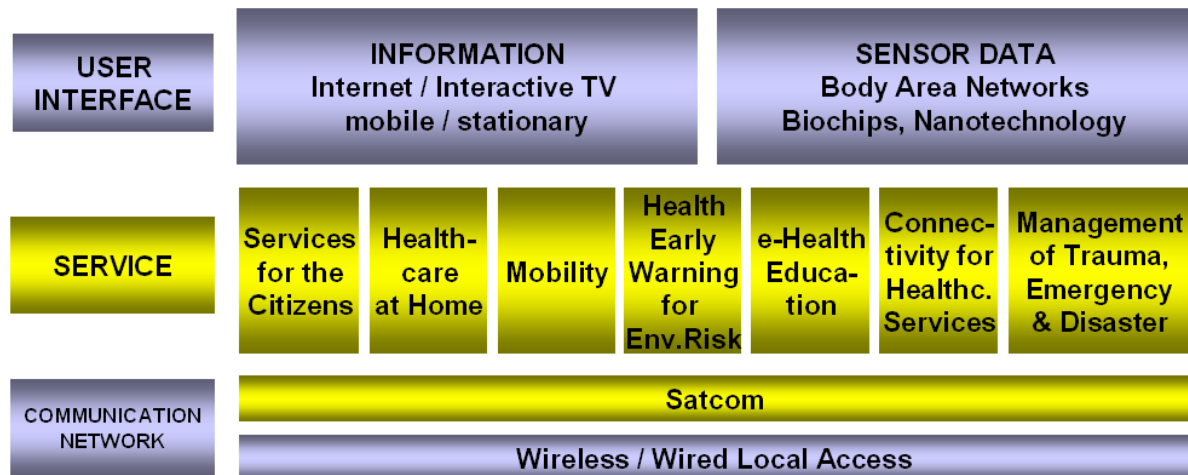 USER
INTERFACE
INFORMATION
Internet / Interactive TV
mobile / stationary
SENSOR DATA
Body Area Networks
Biochips, Nanotechnology
SERVICE
Services
for the
Citizens
Health-
care
at Home
Mobility
Health
Early
Warning
for
Env.Risk
e-Health
Educa-
tion
Connec-
tivity for
Healthc.
Services
Management
of Trauma,
Emergency
& Disaster
COMMUNICATION
NETWORK
Satcom
Wireless / Wired Local Access